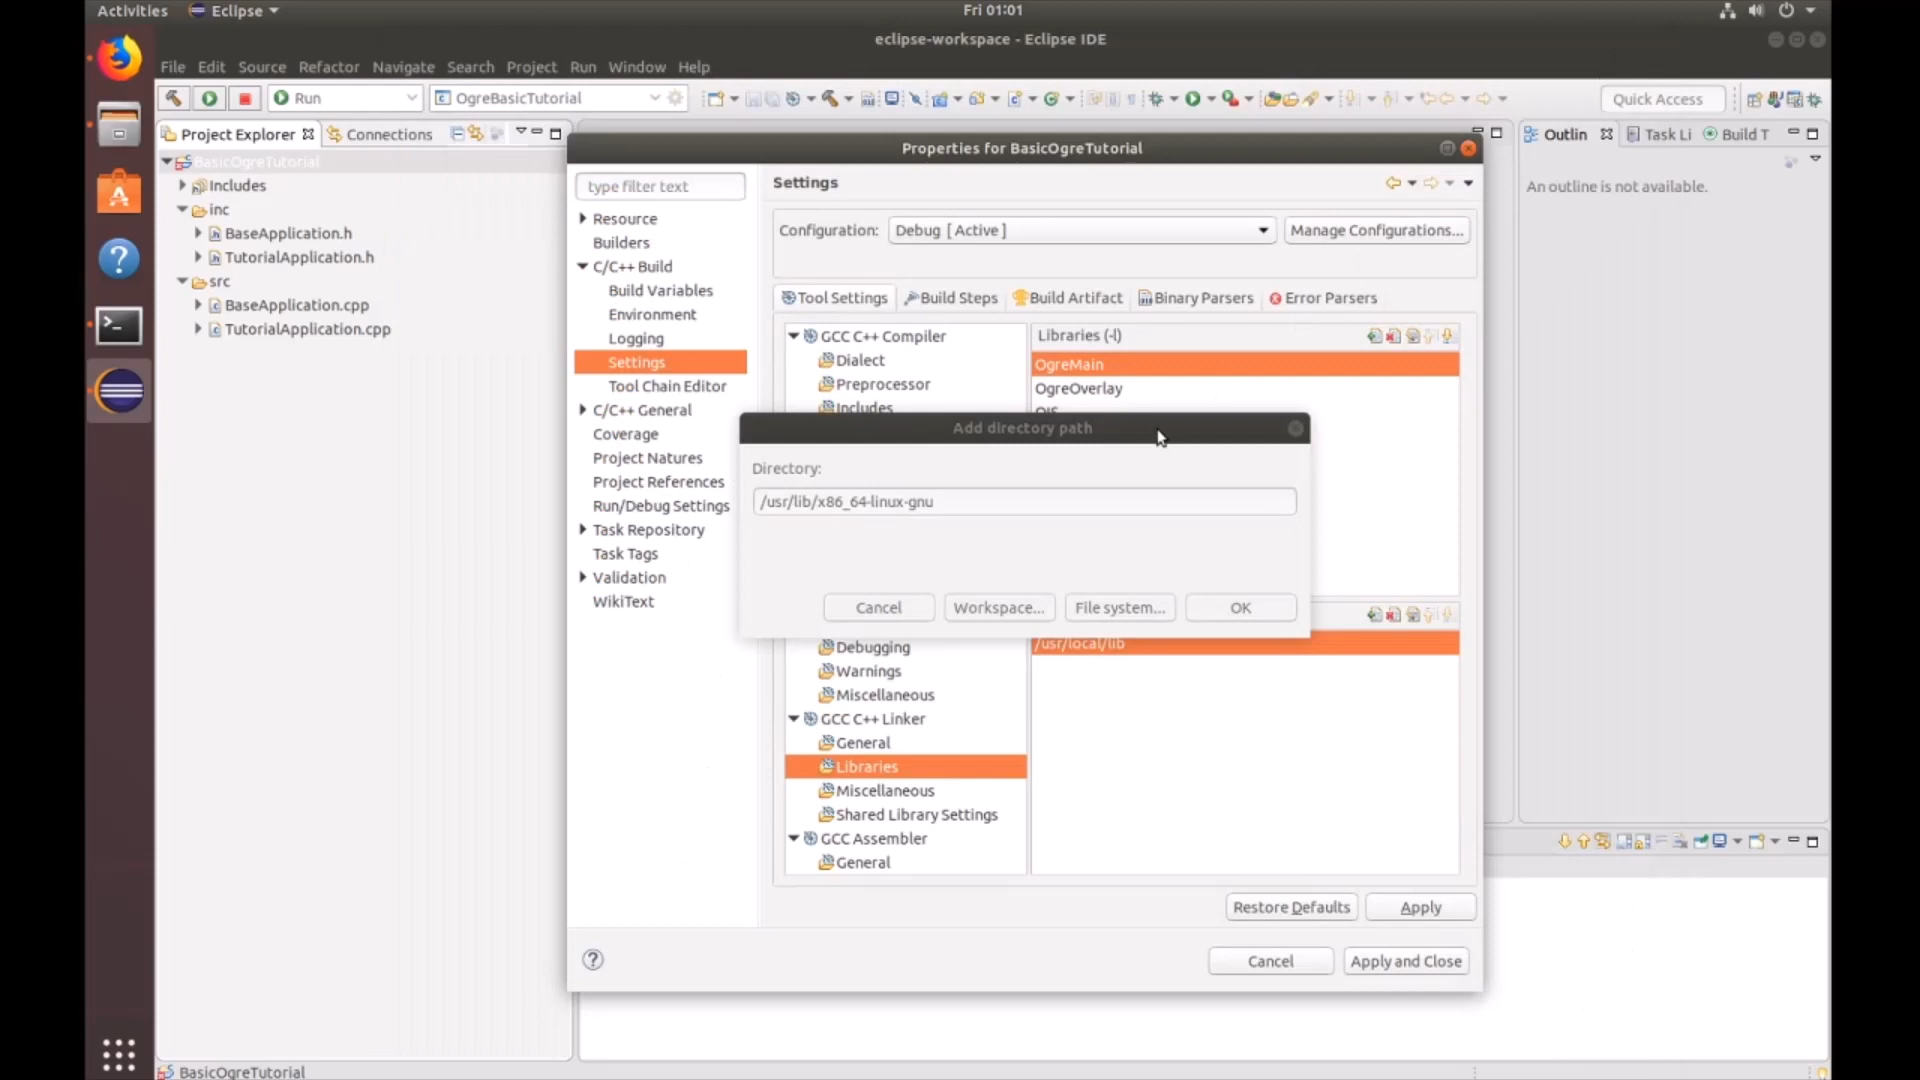 Activities
Eclipse
Fri 01:01
eclipse-workspace - Eclipse IDE
File Edit Source Refactor Navigate Search Project Run Window Help
Run
OgreBasicTutorial
Quick Access
Project Explorer
Connections
BasicOgreTutorial
Includes
inc
BaseApplication.h
TutorialApplication.h
src
BaseApplication.cpp
TutorialApplication.cpp
Properties for BasicOgreTutorial
type filter text
Resource
Builders
C/C++ Build
Build Variables
Environment
Logging
Settings
Tool Chain Editor
C/C++ General
Coverage
Project Natures
Project References
Run/Debug Settings
Task Repository
Task Tags
Validation
WikiText
Settings
Configuration:
Debug [ Active ]
Manage Configurations...
Tool Settings
Build Steps
Build Artifact
Binary Parsers
Error Parsers
GCC C++ Compiler
Dialect
Preprocessor
Includes
Libraries (-l)
OgreMain
OgreOverlay
OIS
Add directory path
Directory:
/usr/lib/x86_64-linux-gnu
Cancel
Workspace...
File system...
OK
Debugging
Warnings
Miscellaneous
GCC C++ Linker
General
Libraries
Miscellaneous
Shared Library Settings
GCC Assembler
General
/usr/local/lib
Restore Defaults
Apply
Cancel
Apply and Close
Outlin
Task Li
Build T
An outline is not available.
BasicOgreTutorial